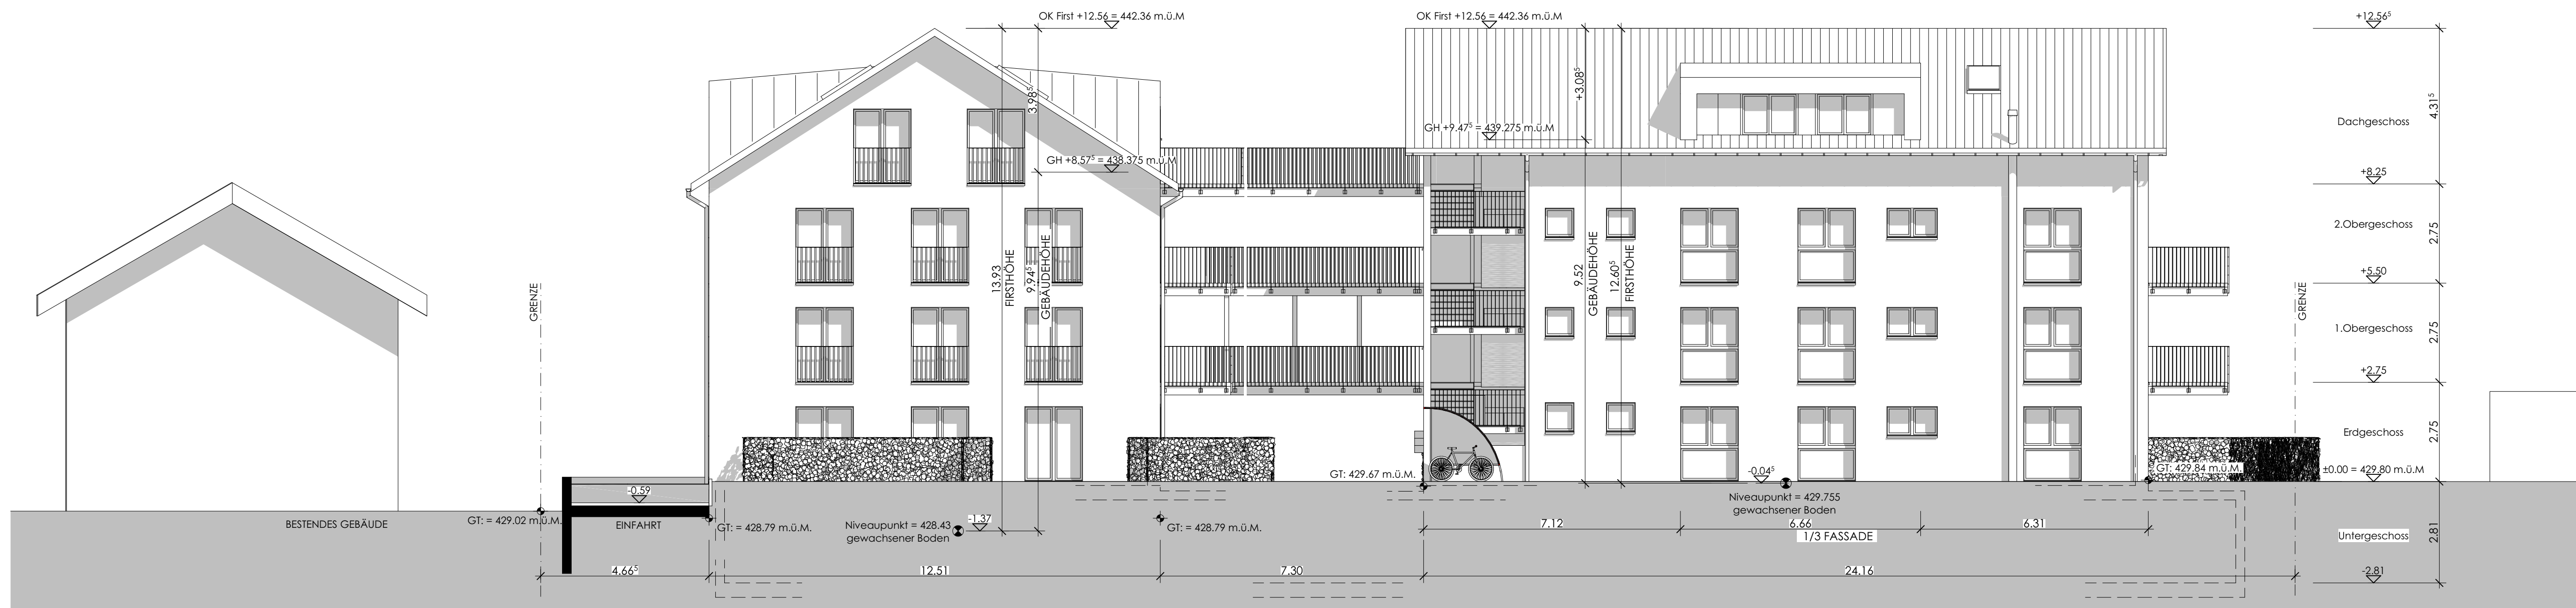 OK First +12.56 = 442.36 m.ü.M
OK First +12.56 = 442.36 m.ü.M
+12.56⁵
3.98⁵
+3.08⁵
4.31⁵
GH +9.47⁵ = 439.275 m.ü.M
Dachgeschoss
GH +8.57⁵ = 438.375 m.ü.M
+8.25
2.Obergeschoss
2.75
13.93
FIRSTHÖHE
9.94⁵
GEBÄUDEHÖHE
9.52
GEBÄUDEHÖHE
12.60⁵
FIRSTHÖHE
+5.50
GRENZE
GRENZE
1.Obergeschoss
2.75
+2.75
Erdgeschoss
2.75
GT: 429.67 m.ü.M.
-0.04⁵
GT: 429.84 m.ü.M.
±0.00 = 429.80 m.ü.M
-0.59
Niveaupunkt = 429.755
gewachsener Boden
BESTENDES GEBÄUDE
GT: = 429.02 m.ü.M.
EINFAHRT
GT: = 428.79 m.ü.M.
Niveaupunkt = 428.43
gewachsener Boden
-1.37
GT: = 428.79 m.ü.M.
7.12
6.66
6.31
1/3 FASSADE
Untergeschoss
2.81
4.66⁵
12.51
7.30
24.16
-2.81